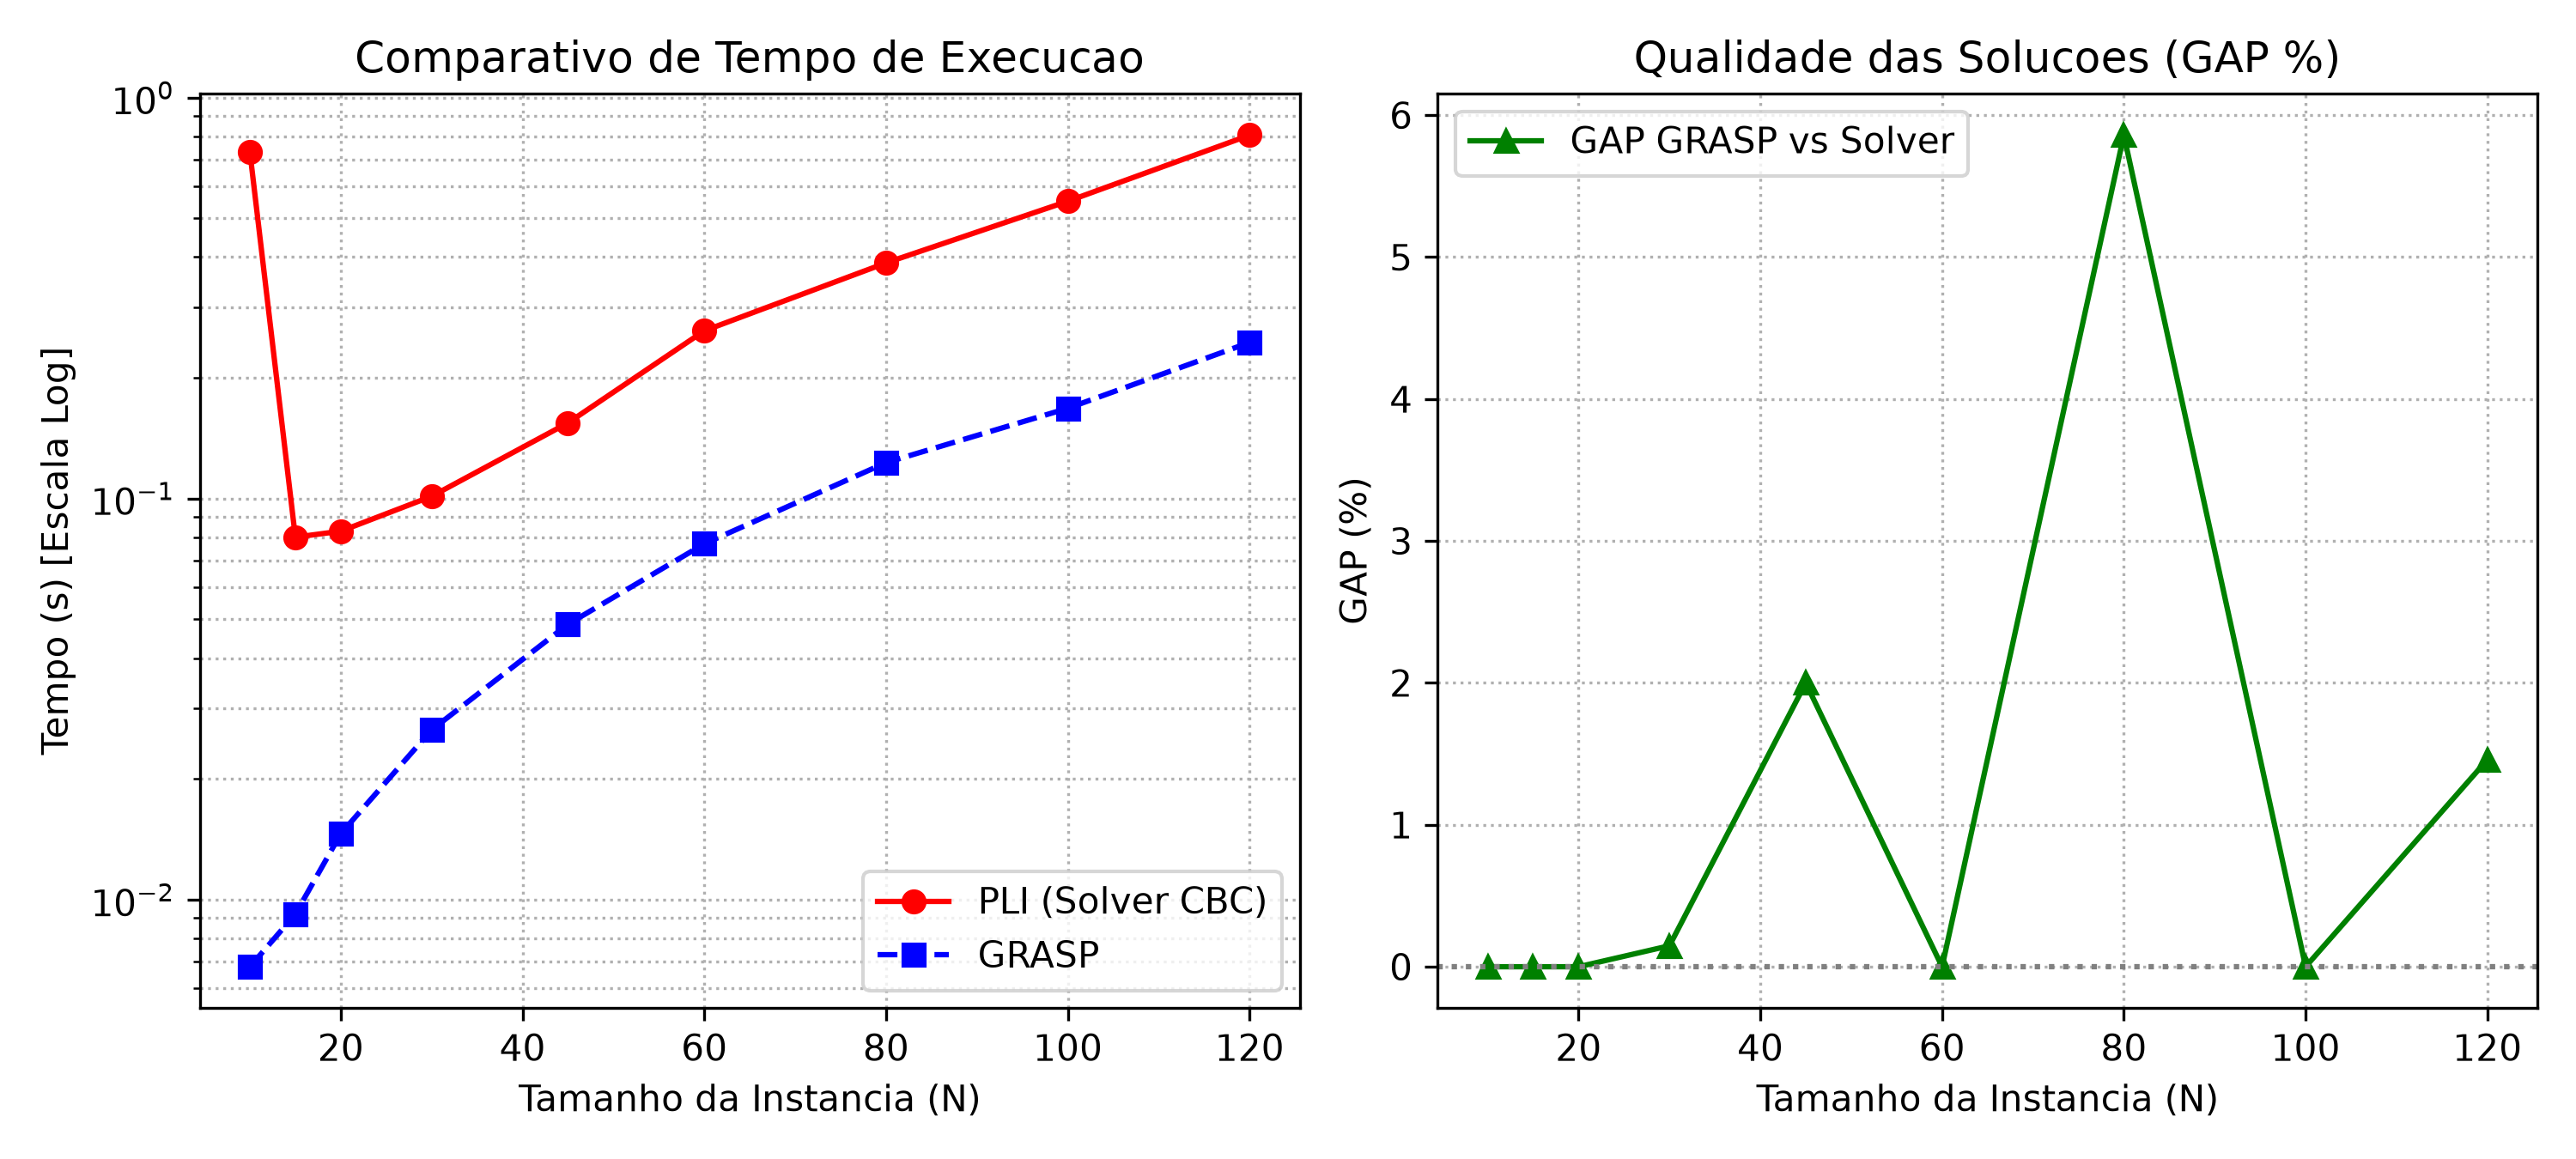 Comparativo de Tempo de Execucao
10⁰
10⁻¹
10⁻²
Tempo (s) [Escala Log]
PLI (Solver CBC)
GRASP
20 40 60 80 100 120
Tamanho da Instancia (N)
Qualidade das Solucoes (GAP %)
GAP GRASP vs Solver
6
5
4
3
2
1
0
GAP (%)
20 40 60 80 100 120
Tamanho da Instancia (N)